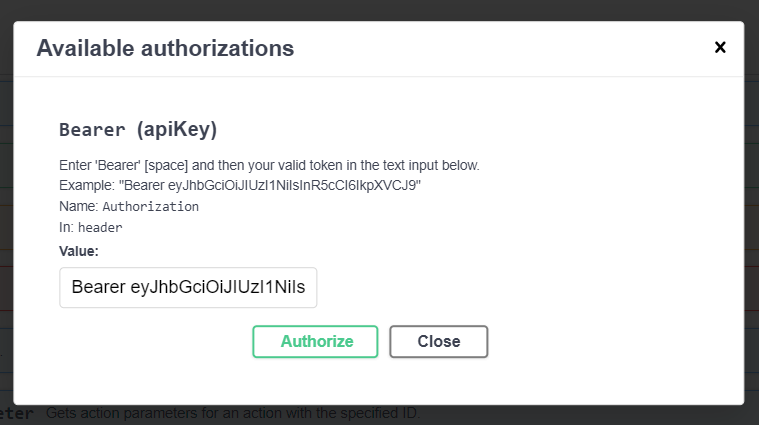 Available authorizations
×
Bearer (apiKey)
Enter 'Bearer' [space] and then your valid token in the text input below.
Example: "Bearer eyJhbGciOiJIUzI1NiIsInR5cCI6IkpXVCJ9"
Name: Authorization
In: header
Value:
Bearer eyJhbGciOiJIUzI1NiIs
Authorize Close
eter Gets action parameters for an action with the specified ID.